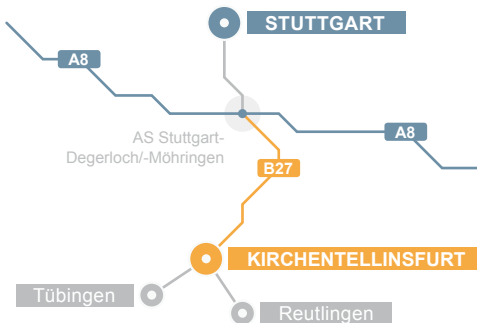 STUTTGART
A8
A8
AS Stuttgart-
Degerloch/-Möhringen
B27
KIRCHENTELLINSFURT
Tübingen
Reutlingen